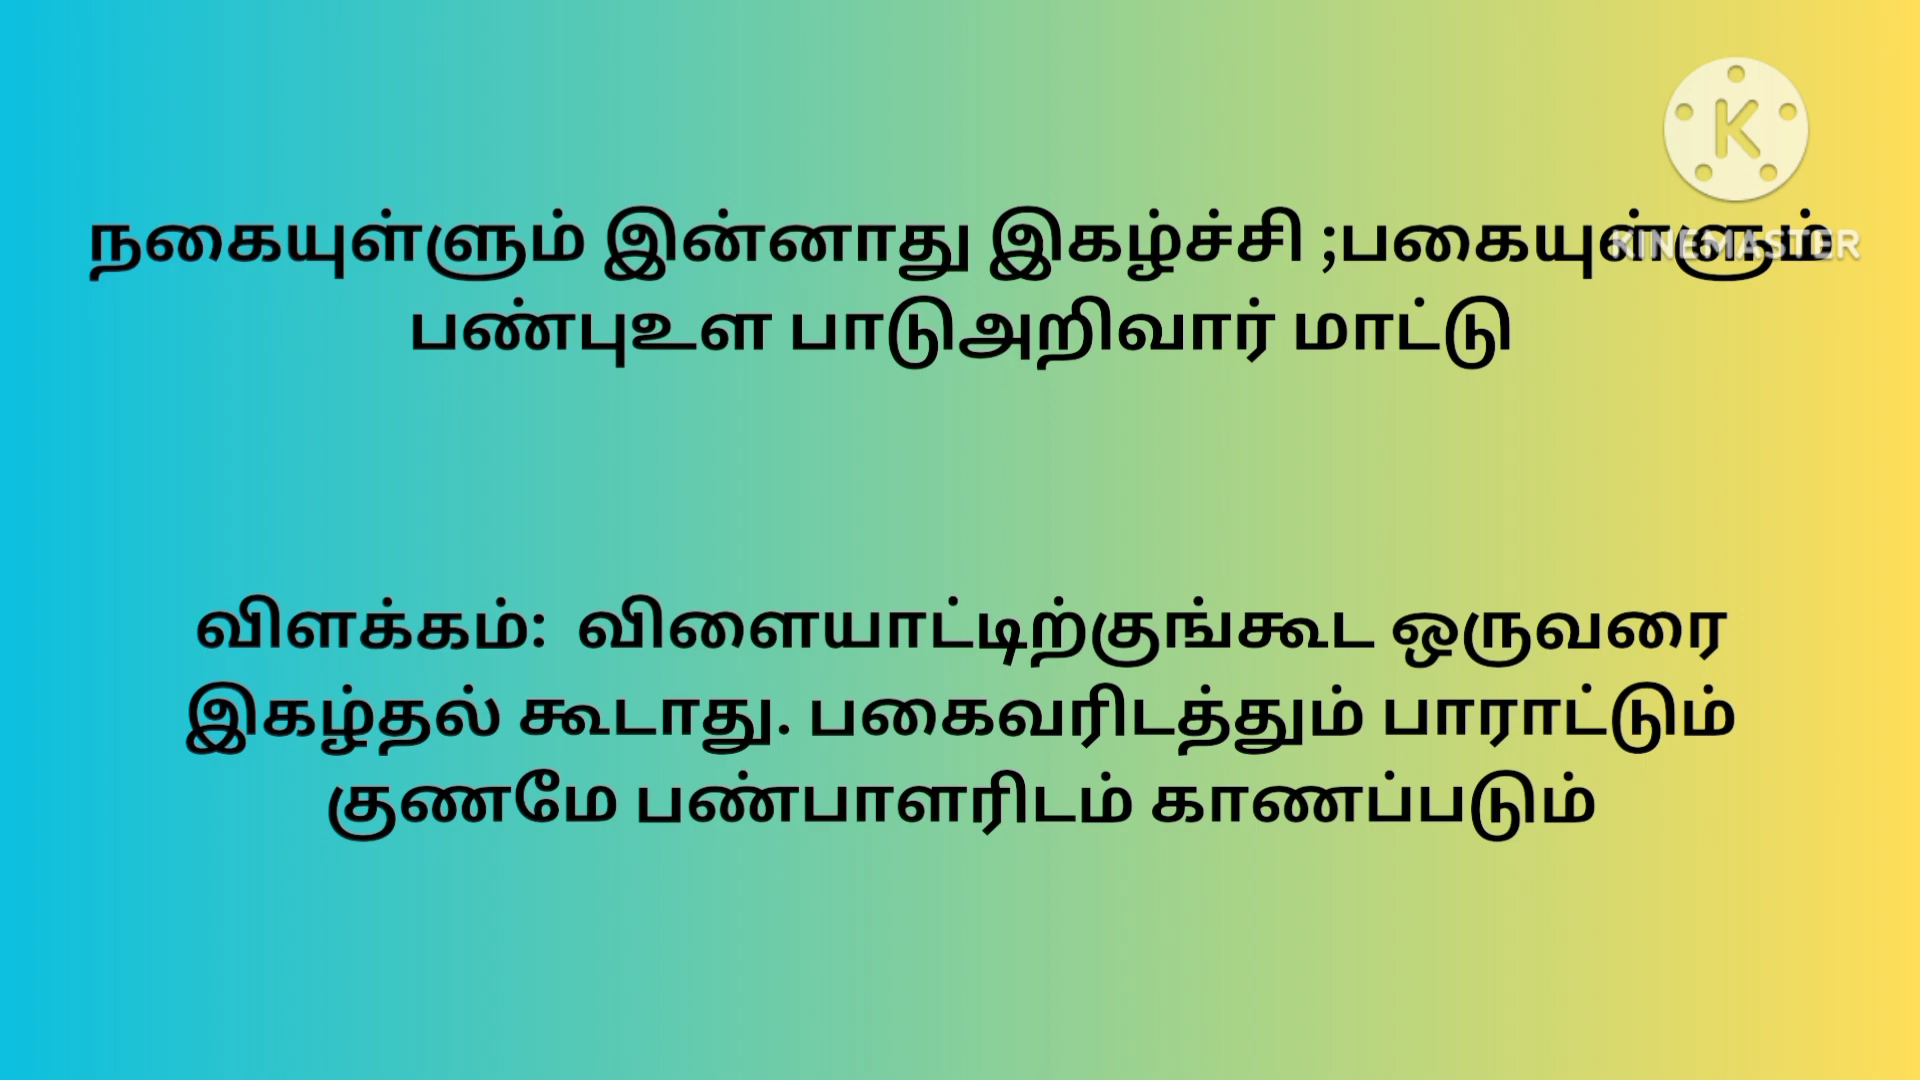 K
KINEMASTER
நகையுள்ளும் இன்னாது இகழ்ச்சி ;பகையுள்ளும்
பண்புஉள பாடுஅறிவார் மாட்டு
விளக்கம்: விளையாட்டிற்குங்கூட ஒருவரை
இகழ்தல் கூடாது. பகைவரிடத்தும் பாராட்டும்
குணமே பண்பாளரிடம் காணப்படும்